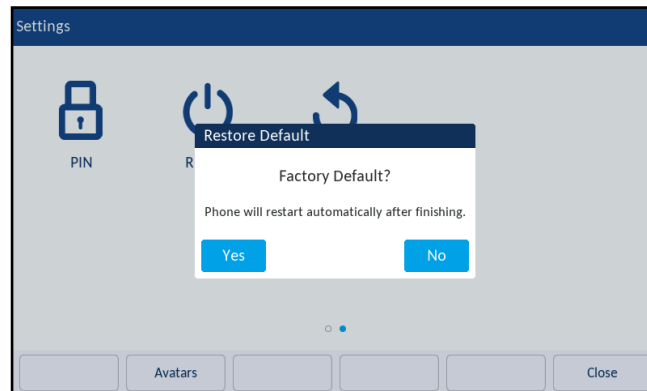 Settings
Restore Default
PIN
R
Factory Default?
Phone will restart automatically after finishing.
Yes
No
Avatars
Close